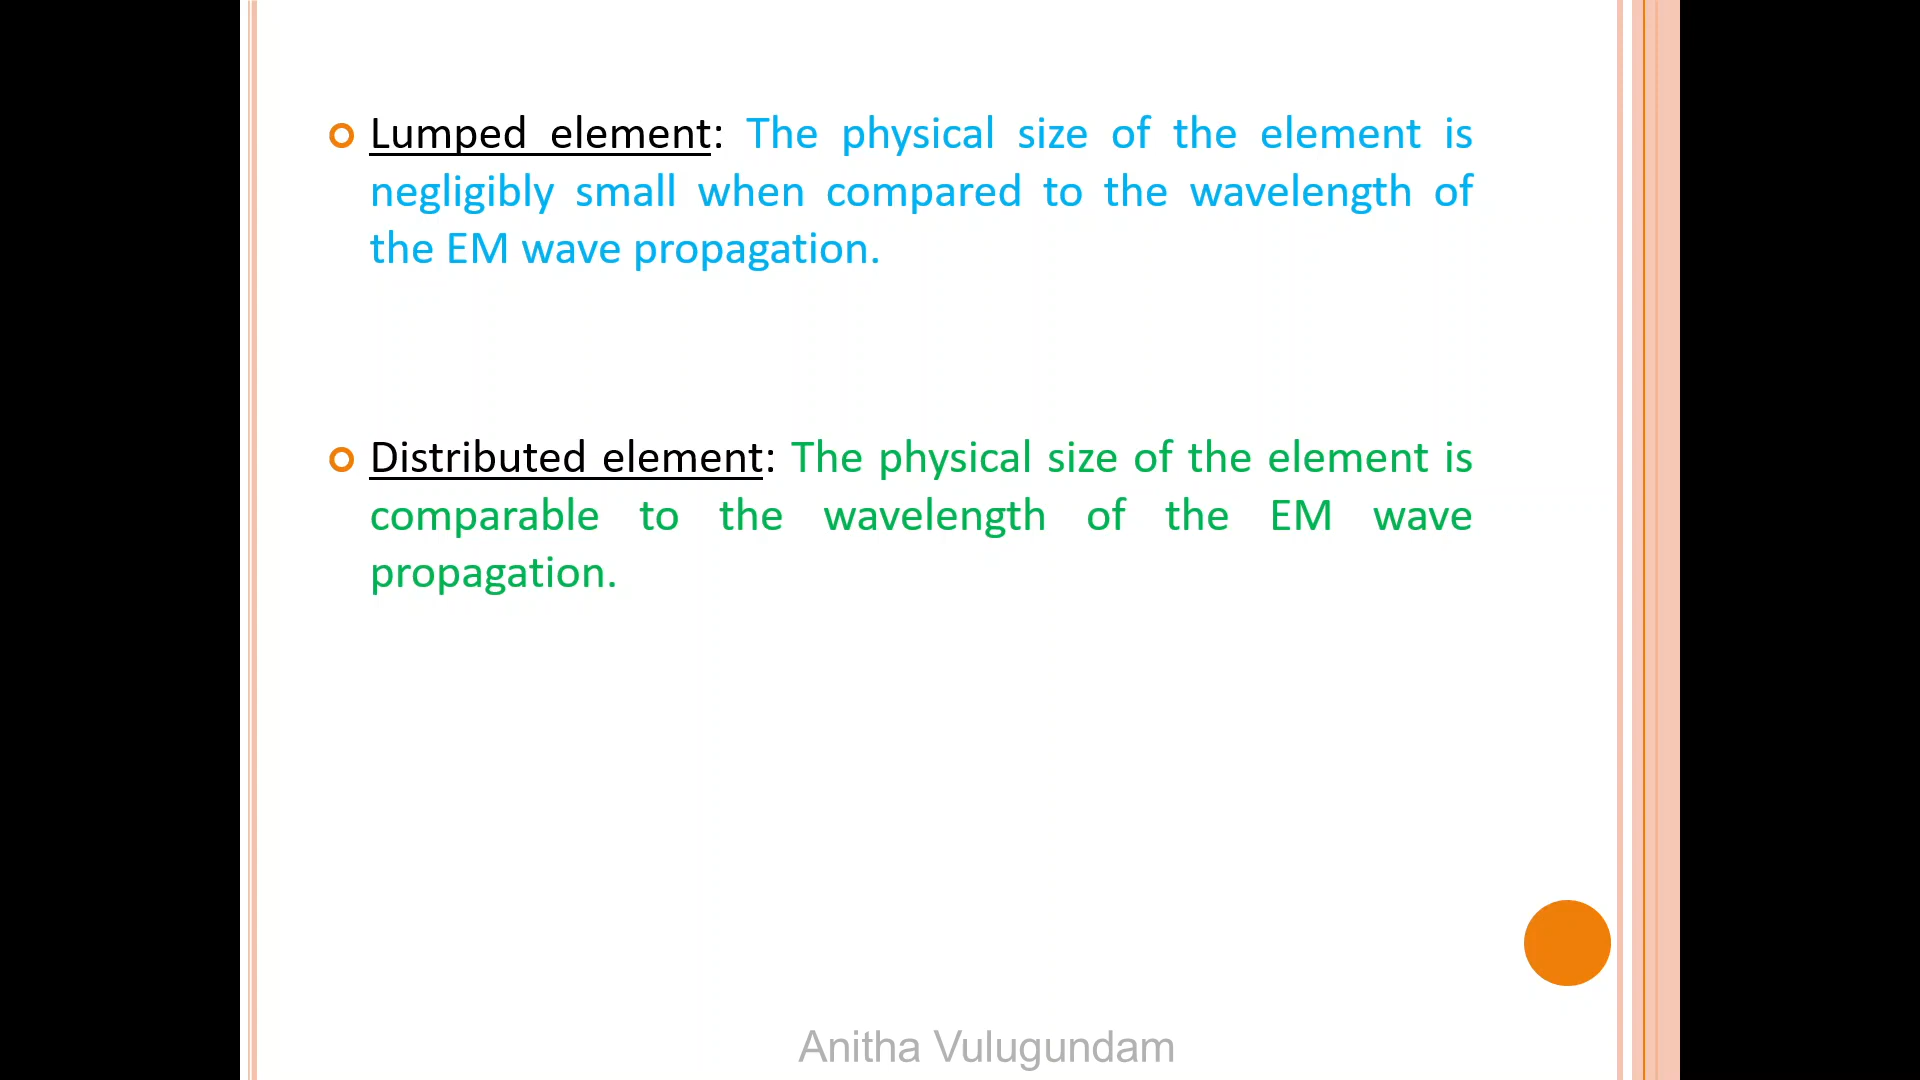 Lumped element: The physical size of the element is
negligibly small when compared to the wavelength of
the EM wave propagation.
Distributed element: The physical size of the element is
comparable to the wavelength of the EM wave
propagation.
Anitha Vulugundam